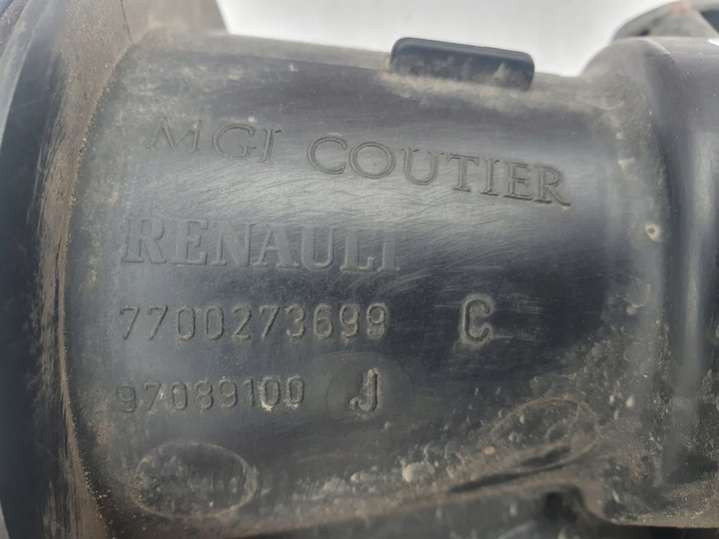 MGI COUTIER
RENAULT
7700273699 C
97089100 J